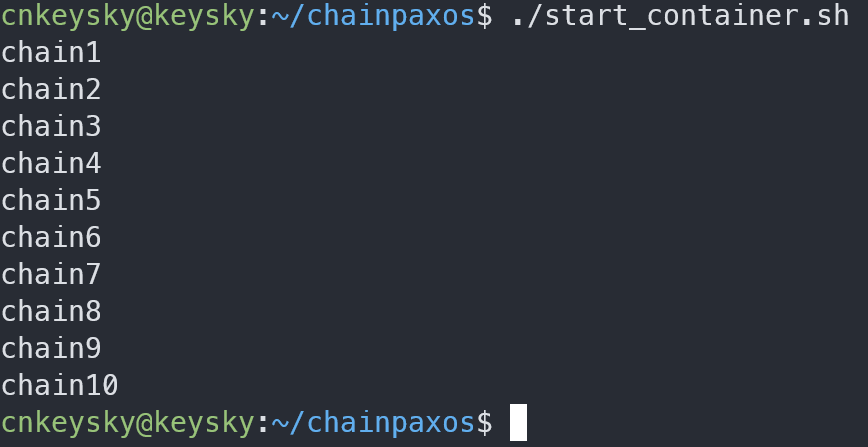 cnkeysky@keysky:~/chainpaxos$ ./start_container.sh
chain1
chain2
chain3
chain4
chain5
chain6
chain7
chain8
chain9
chain10
cnkeysky@keysky:~/chainpaxos$